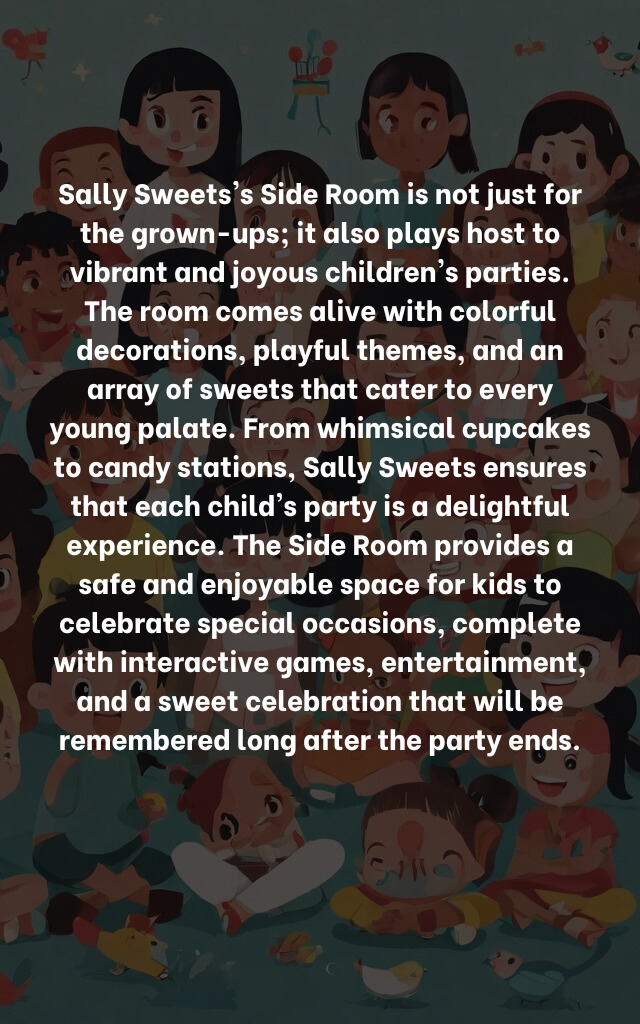 Sally Sweets’s Side Room is not just for
the grown-ups; it also plays host to
vibrant and joyous children’s parties.
The room comes alive with colorful
decorations, playful themes, and an
array of sweets that cater to every
young palate. From whimsical cupcakes
to candy stations, Sally Sweets ensures
that each child’s party is a delightful
experience. The Side Room provides a
safe and enjoyable space for kids to
celebrate special occasions, complete
with interactive games, entertainment,
and a sweet celebration that will be
remembered long after the party ends.